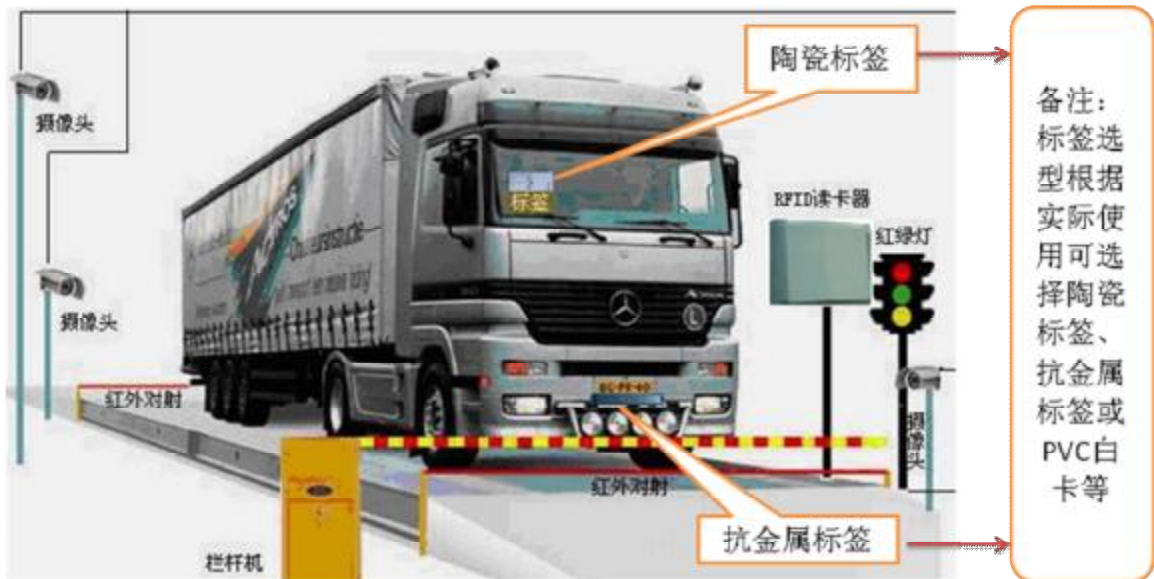 陶瓷标签
摄像头
标签
RFID读卡器
红绿灯
摄像头
红外对射
摄像头
红外对射
栏杆机
抗金属标签
备注：
标签选
型根据
实际使
用可选
择陶瓷
标签、
抗金属
标签或
PVC白
卡等